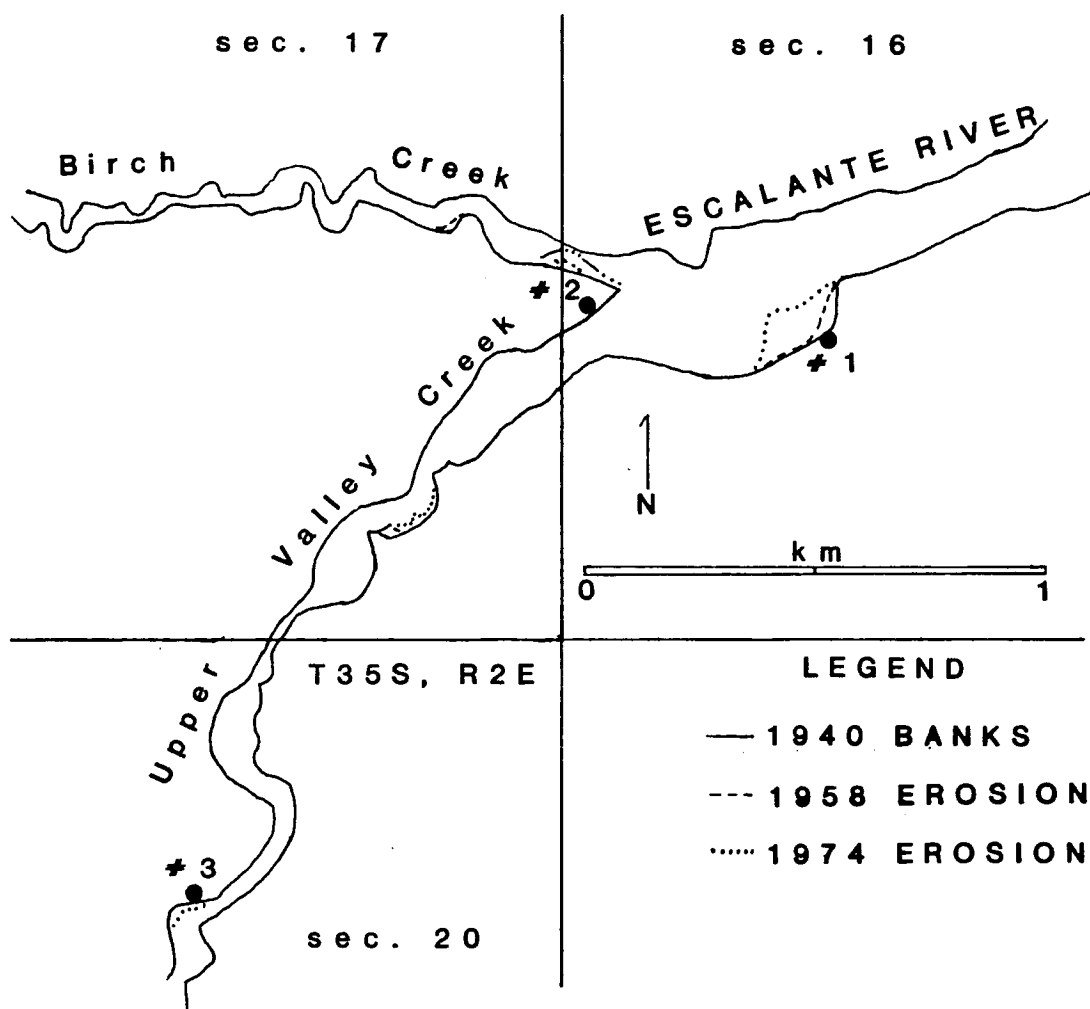 sec. 17
sec. 16
Birch Creek
ESCALANTE RIVER
# 2
# 1
Upper Valley Creek
N
km
0 1
T35S, R2E
LEGEND
1940 BANKS
1958 EROSION
1974 EROSION
# 3
sec. 20